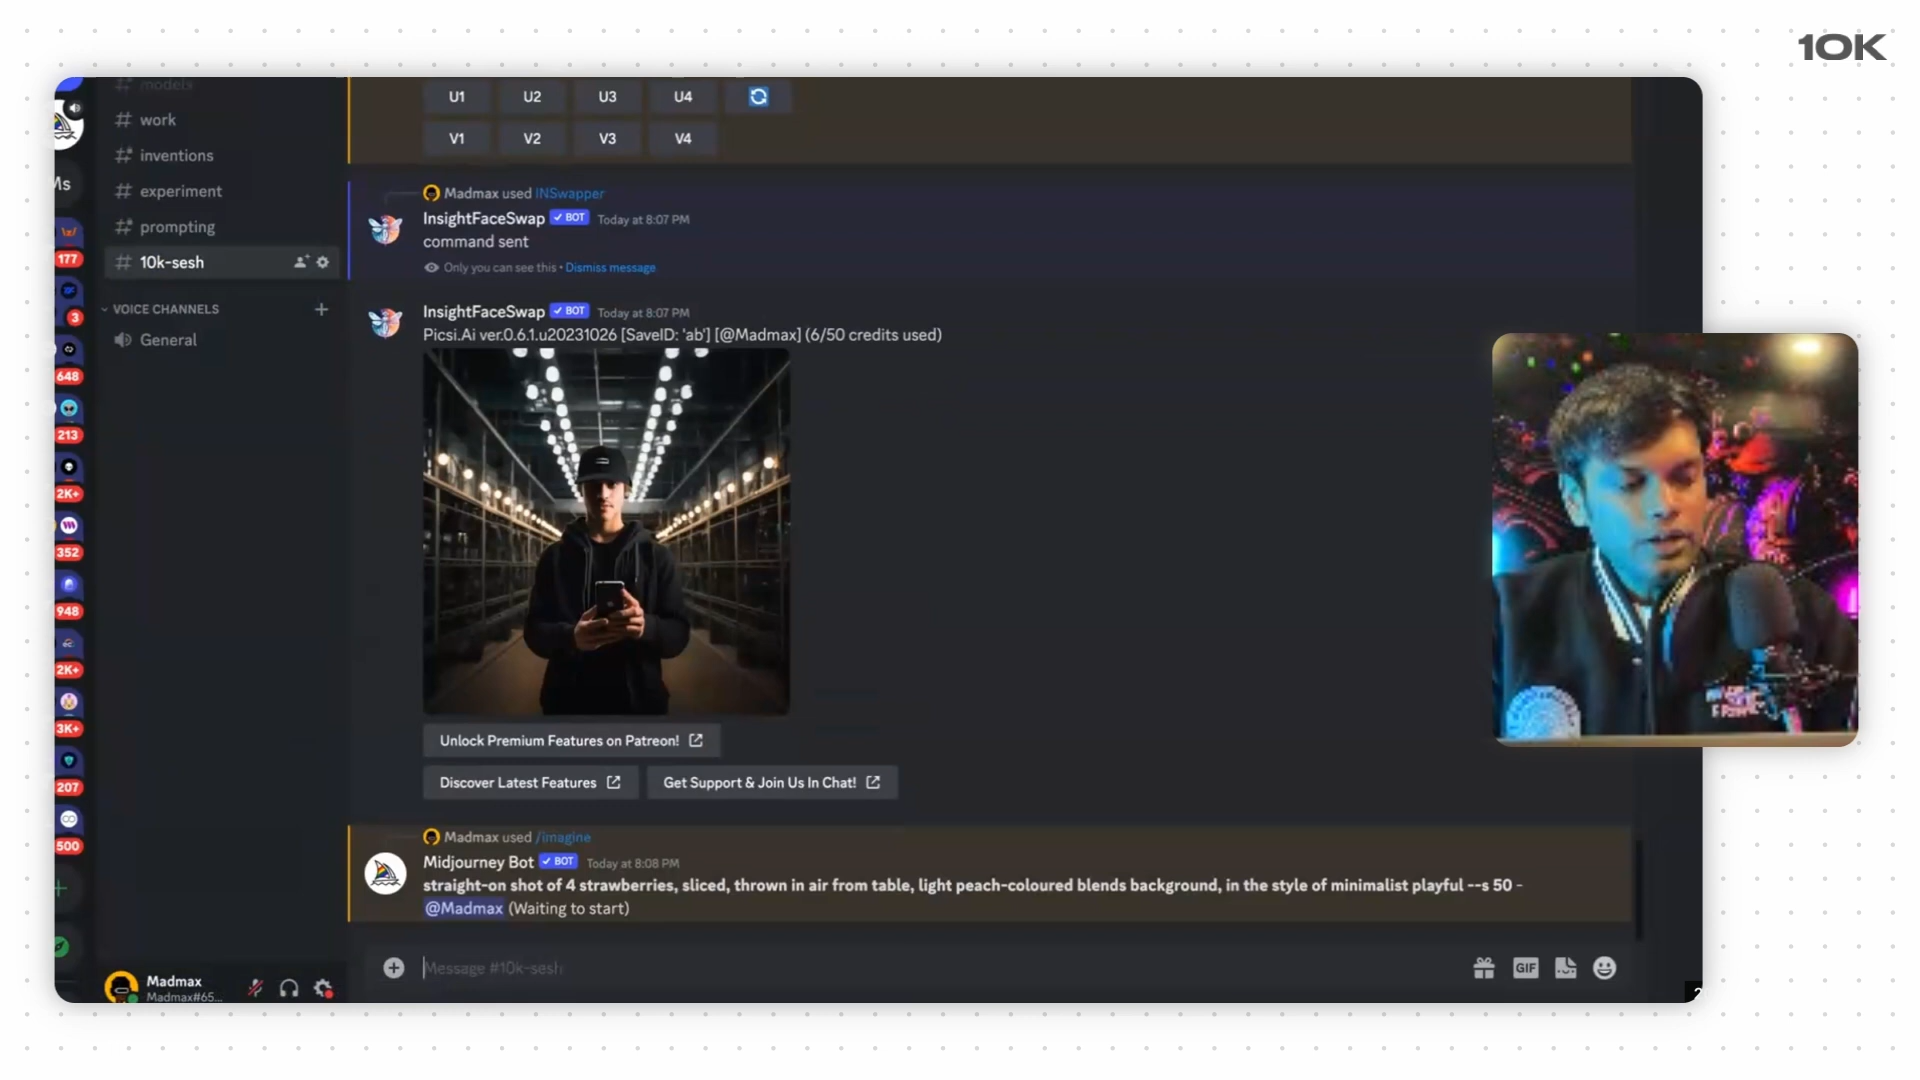 10K
models
work
inventions
experiment
prompting
10k-sesh
VOICE CHANNELS
General
Ms
177
3
648
213
2K+
352
948
2K+
3K+
207
500
U1 U2 U3 U4
V1 V2 V3 V4
Madmax used INSwapper
InsightFaceSwap BOT Today at 8:07 PM
command sent
Only you can see this • Dismiss message
InsightFaceSwap BOT Today at 8:07 PM
Picsi.Ai ver.0.6.1.u20231026 [SaveID: 'ab'] [@Madmax] (6/50 credits used)
Unlock Premium Features on Patreon!
Discover Latest Features
Get Support & Join Us In Chat!
Madmax used /imagine
Midjourney Bot BOT Today at 8:08 PM
straight-on shot of 4 strawberries, sliced, thrown in air from table, light peach-coloured blends background, in the style of minimalist playful --s 50 -
@Madmax (Waiting to start)
Message #10k-sesh
GIF
Madmax
Madmax#65...